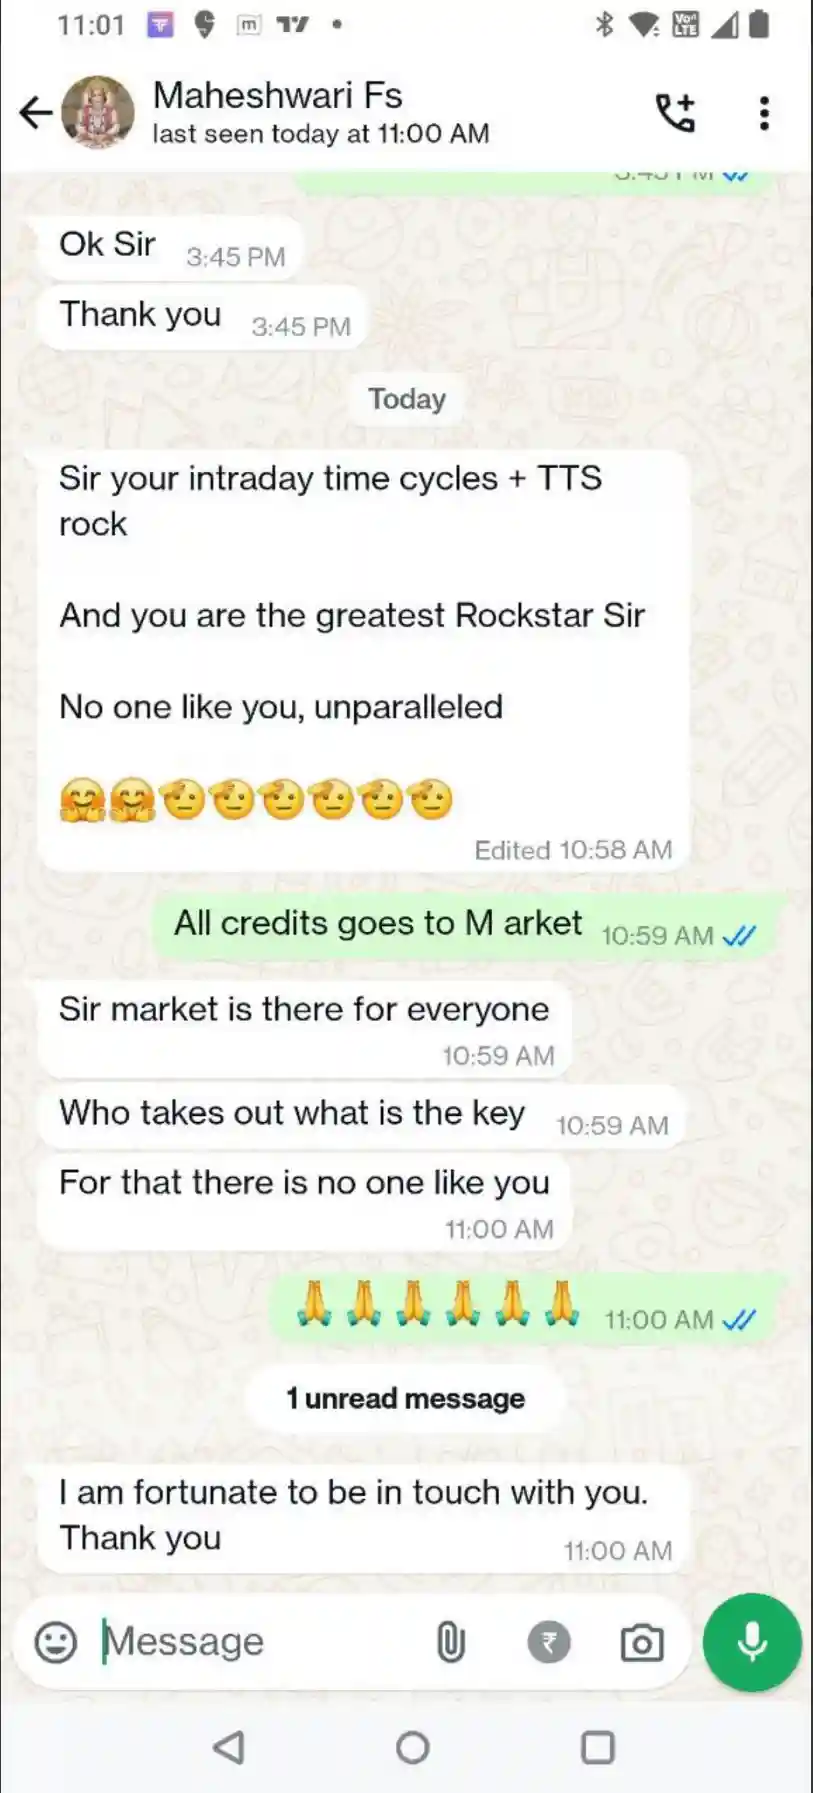 11:01
Maheshwari Fs
last seen today at 11:00 AM
3:45 PM
Ok Sir 3:45 PM
Thank you 3:45 PM
Today
Sir your intraday time cycles + TTS
rock
And you are the greatest Rockstar Sir
No one like you, unparalleled
🤗🤗🫡🫡🫡🫡🫡🫡
Edited 10:58 AM
All credits goes to M arket 10:59 AM
Sir market is there for everyone
10:59 AM
Who takes out what is the key 10:59 AM
For that there is no one like you
11:00 AM
🙏🙏🙏🙏🙏🙏 11:00 AM
1 unread message
I am fortunate to be in touch with you.
Thank you 11:00 AM
Message